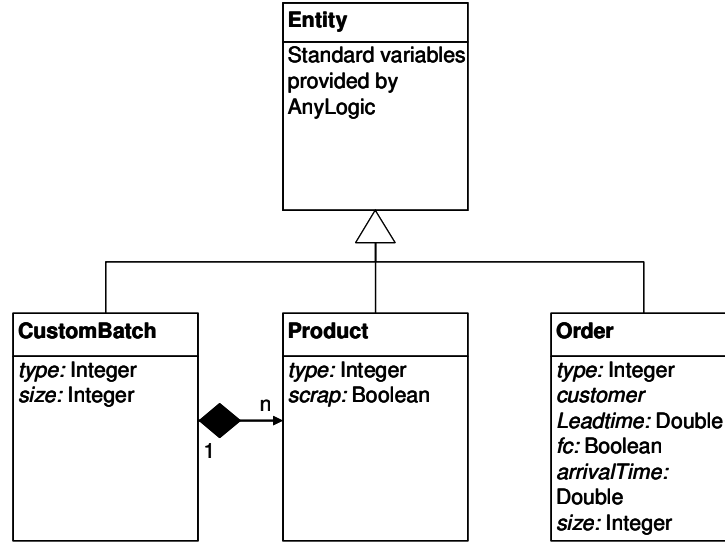 Entity
Standard variables
provided by
AnyLogic
CustomBatch
type: Integer
size: Integer
n
1
Product
type: Integer
scrap: Boolean
Order
type: Integer
customer
Leadtime: Double
fc: Boolean
arrivalTime:
Double
size: Integer